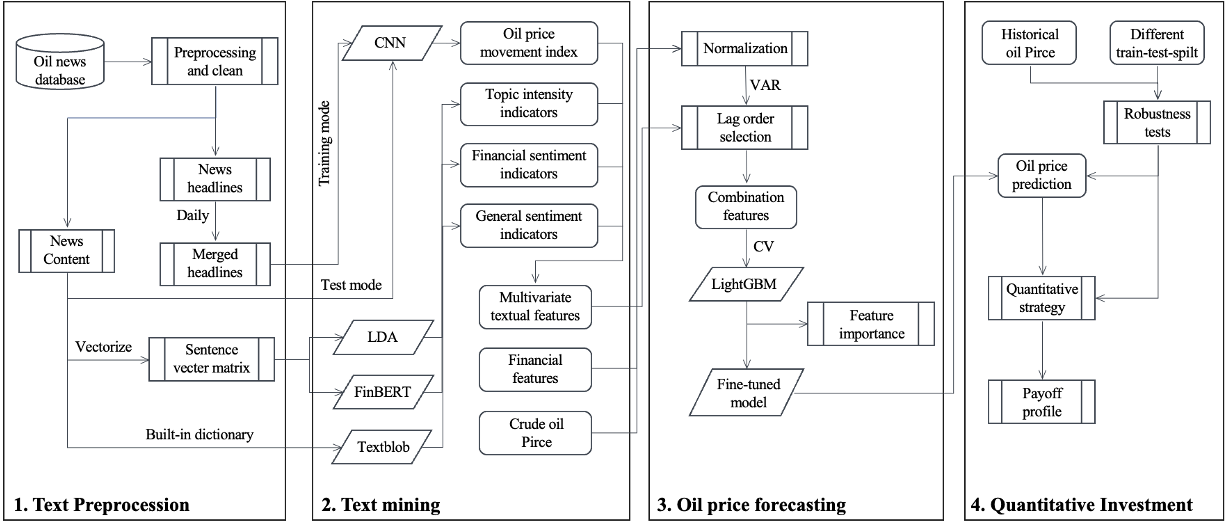 Oil news
database
Preprocessing
and clean
News
headlines
Daily
Merged
headlines
News
Content
Vectorize
Sentence
vecter matrix
Built-in dictionary
1. Text Preprocession
CNN
Training mode
Test mode
LDA
FinBERT
Textblob
Oil price
movement index
Topic intensity
indicators
Financial sentiment
indicators
General sentiment
indicators
Multivariate
textual features
Financial
features
Crude oil
Pirce
2. Text mining
Normalization
VAR
Lag order
selection
Combination
features
CV
LightGBM
Feature
importance
Fine-tuned
model
3. Oil price forecasting
Historical
oil Pirce
Different
train-test-spilt
Robustness
tests
Oil price
prediction
Quantitative
strategy
Payoff
profile
4. Quantitative Investment